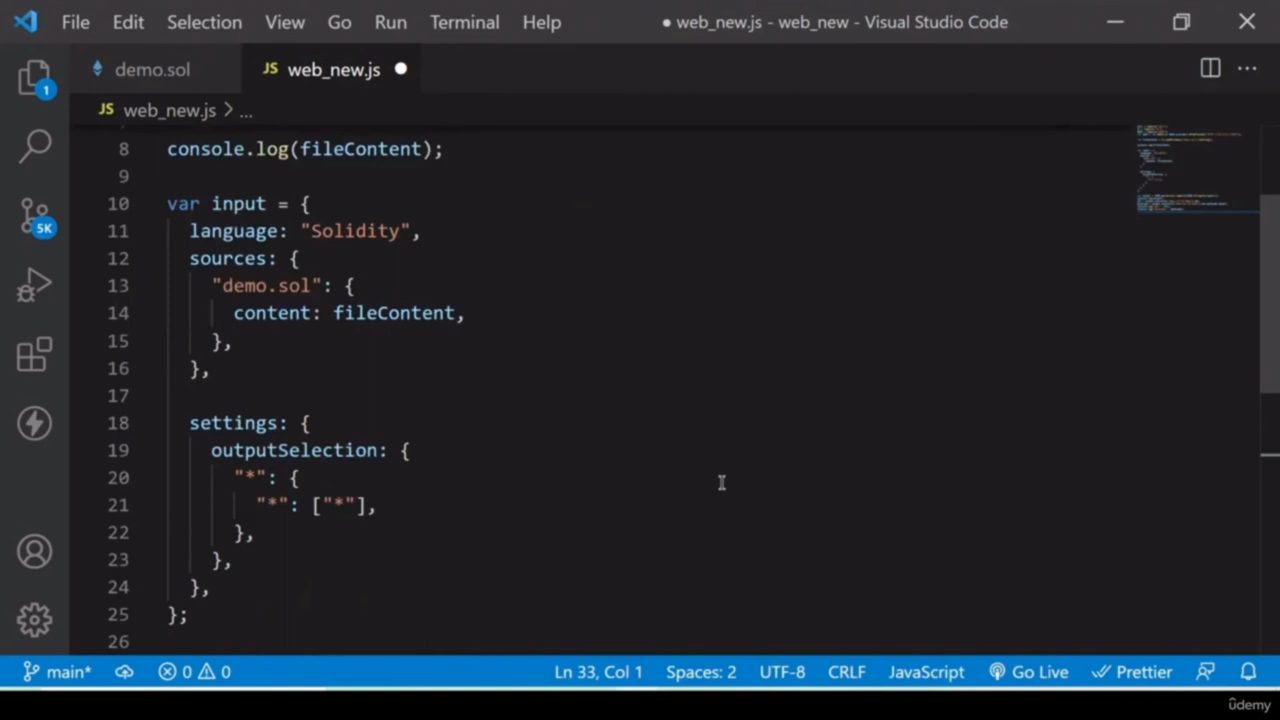 File Edit Selection View Go Run Terminal Help ● web_new.js - web_new - Visual Studio Code
demo.sol JS web_new.js ●
JS web_new.js > ...
1
5K
8 console.log(fileContent);
9
10 var input = {
11 language: "Solidity",
12 sources: {
13 "demo.sol": {
14 content: fileContent,
15 },
16 },
17
18 settings: {
19 outputSelection: {
20 "*": {
21 "*": ["*"],
22 },
23 },
24 },
25 };
26
main* 0 0 Ln 33, Col 1 Spaces: 2 UTF-8 CRLF JavaScript Go Live Prettier
ûdemy